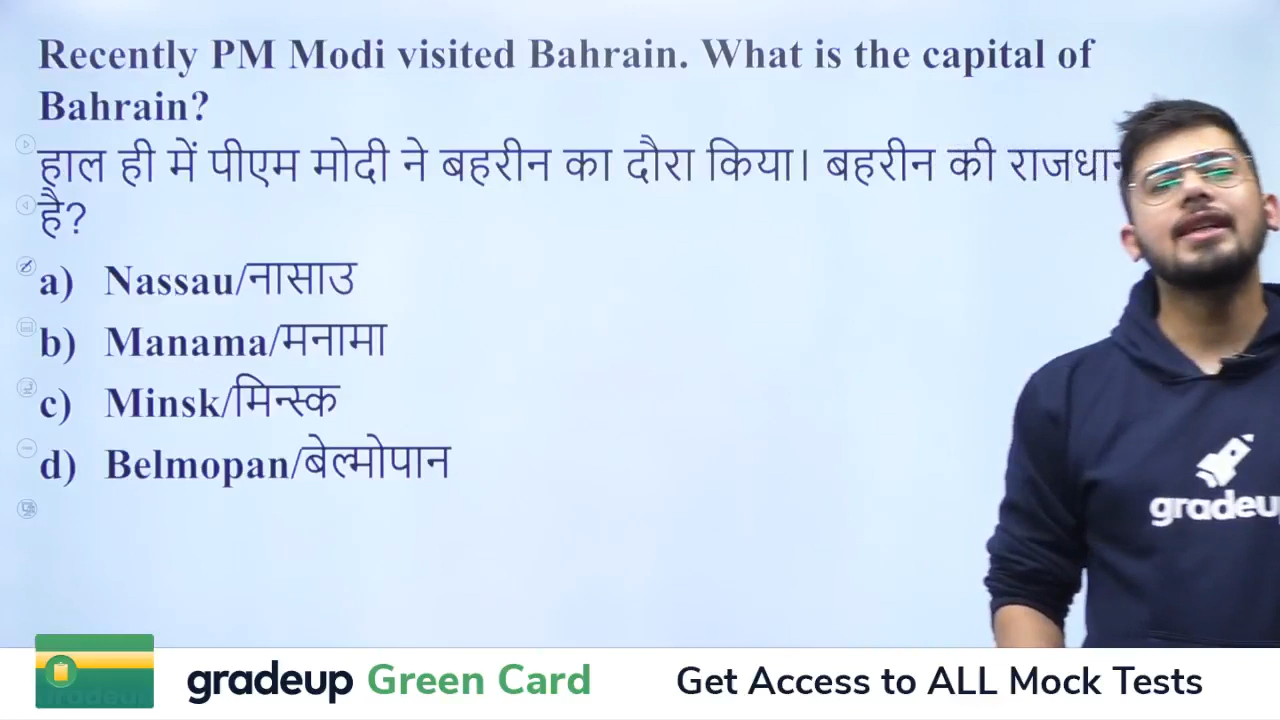 Recently PM Modi visited Bahrain. What is the capital of
Bahrain?
हाल ही में पीएम मोदी ने बहरीन का दौरा किया। बहरीन की
है?
a) Nassau/नासाउ
b) Manama/मनामा
c) Minsk/मिन्स्क
d) Belmopan/बेल्मोपान
gradeup
gradeup Green Card Get Access to ALL Mock Tests